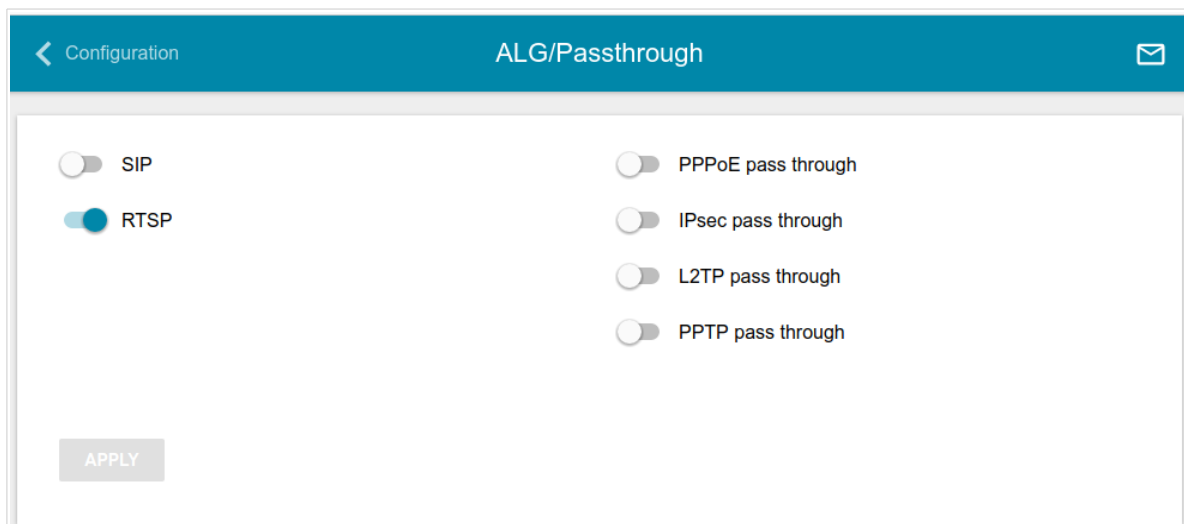 Configuration
ALG/Passthrough
SIP
PPPoE pass through
RTSP
IPsec pass through
L2TP pass through
PPTP pass through
APPLY